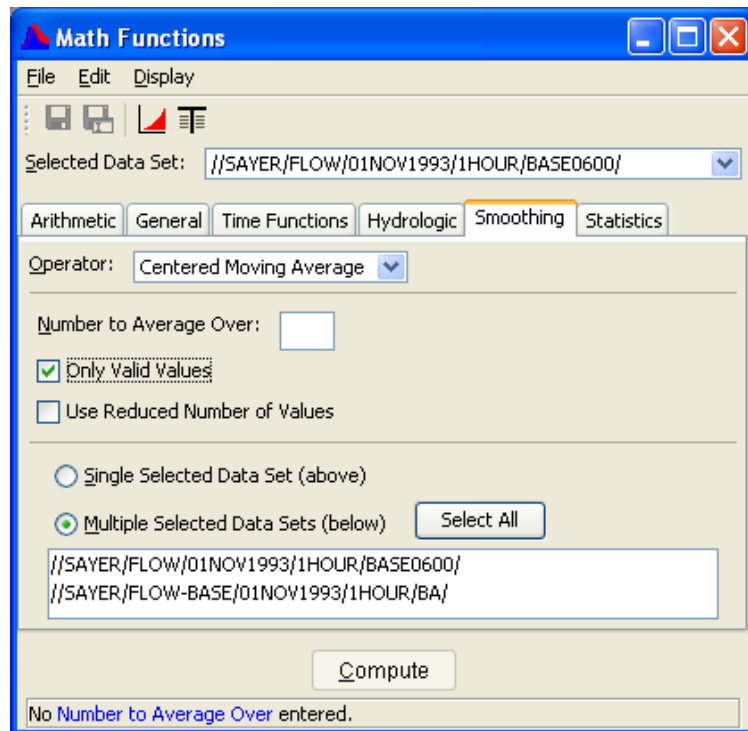 Math Functions
File Edit Display
Selected Data Set: //SAYER/FLOW/01NOV1993/1HOUR/BASE0600/
Arithmetic General Time Functions Hydrologic Smoothing Statistics
Operator: Centered Moving Average
Number to Average Over:
Only Valid Values
Use Reduced Number of Values
Single Selected Data Set (above)
Multiple Selected Data Sets (below) Select All
//SAYER/FLOW/01NOV1993/1HOUR/BASE0600/
//SAYER/FLOW-BASE/01NOV1993/1HOUR/BA/
Compute
No Number to Average Over entered.